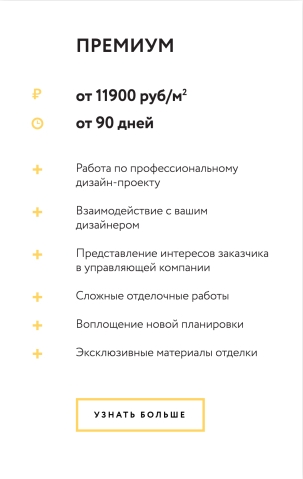 ПРЕМИУМ
₽ от 11900 руб/м²
от 90 дней
+ Работа по профессиональному
дизайн-проекту
+ Взаимодействие с вашим
дизайнером
+ Представление интересов заказчика
в управляющей компании
+ Сложные отделочные работы
+ Воплощение новой планировки
+ Эксклюзивные материалы отделки
УЗНАТЬ БОЛЬШЕ